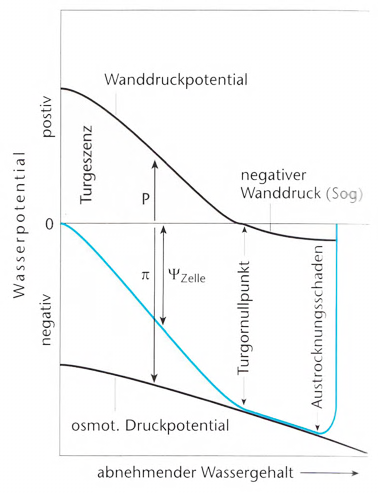 Wanddruckpotential
Wasserpotential
postiv
Turgeszenz
P
negativer
Wanddruck (Sog)
0
negativ
π
ΨZelle
Turgornullpunkt
Austrocknungsschaden
osmot. Druckpotential
abnehmender Wassergehalt